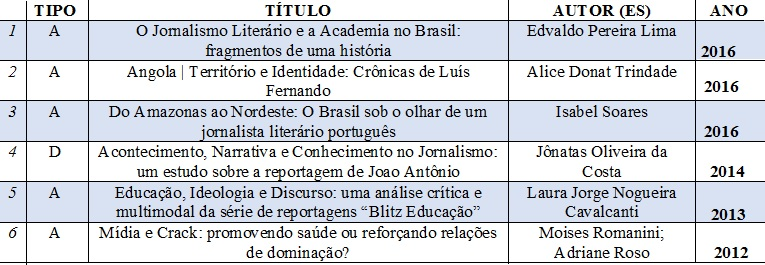 TIPO TÍTULO AUTOR (ES) ANO
1 A O Jornalismo Literário e a Academia no Brasil: Edvaldo Pereira Lima
fragmentos de uma história 2016
2 A Angola | Território e Identidade: Crônicas de Luís Alice Donat Trindade
Fernando 2016
3 A Do Amazonas ao Nordeste: O Brasil sob o olhar de um Isabel Soares
jornalista literário português 2016
4 D Acontecimento, Narrativa e Conhecimento no Jornalismo: Jônatas Oliveira da
um estudo sobre a reportagem de Joao Antônio Costa 2014
5 A Educação, Ideologia e Discurso: uma análise crítica e Laura Jorge Nogueira
multimodal da série de reportagens “Blitz Educação” Cavalcanti 2013
6 A Mídia e Crack: promovendo saúde ou reforçando relações Moises Romanini;
de dominação? Adriane Roso 2012